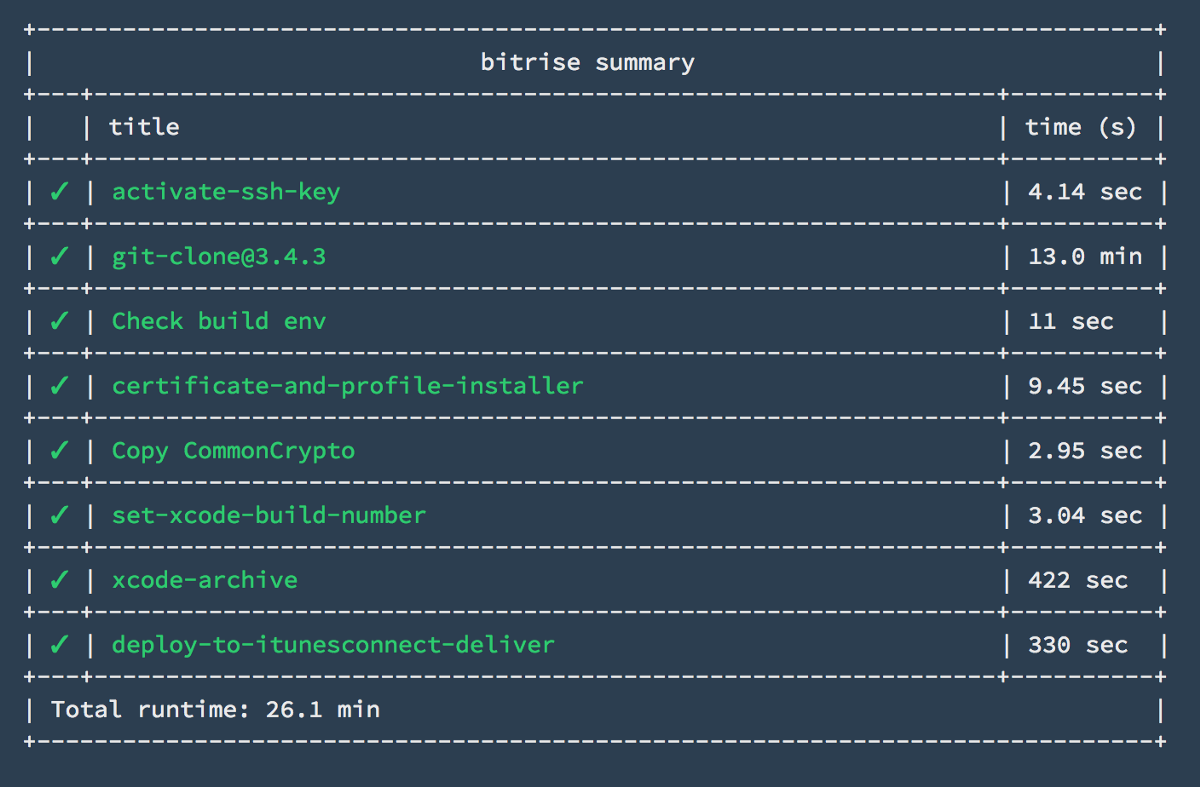 bitrise summary
title | time (s)
✓ | activate-ssh-key | 4.14 sec
✓ | git-clone@3.4.3 | 13.0 min
✓ | Check build env | 11 sec
✓ | certificate-and-profile-installer | 9.45 sec
✓ | Copy CommonCrypto | 2.95 sec
✓ | set-xcode-build-number | 3.04 sec
✓ | xcode-archive | 422 sec
✓ | deploy-to-itunesconnect-deliver | 330 sec
Total runtime: 26.1 min